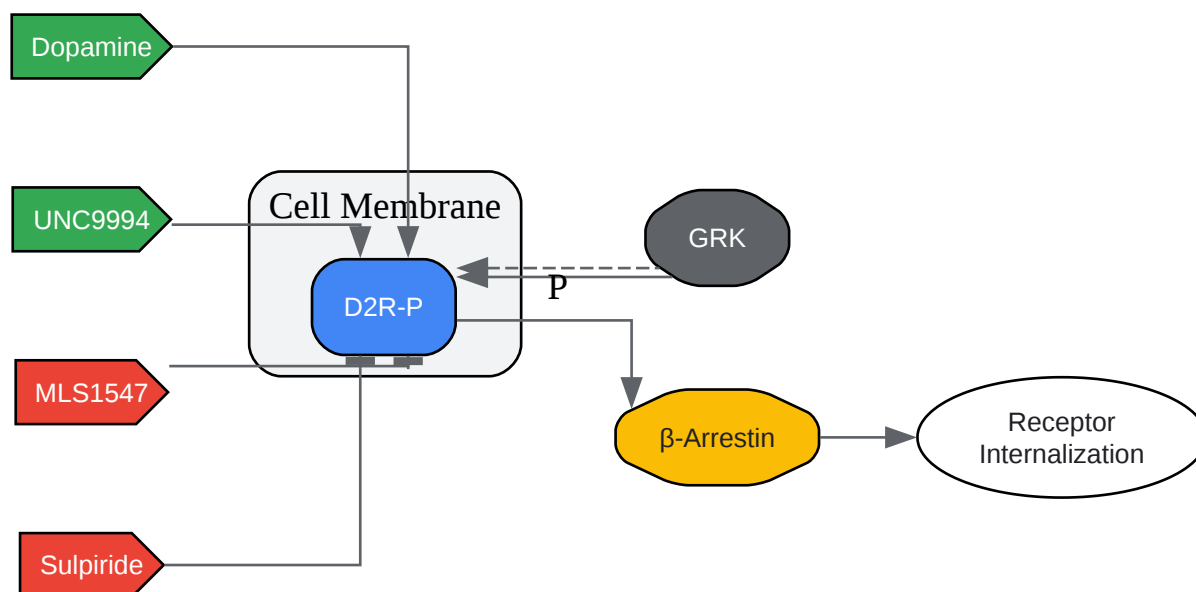 Dopamine
UNC9994
Cell Membrane
GRK
P
D2R-P
MLS1547
β-Arrestin
Receptor
Internalization
Sulpiride